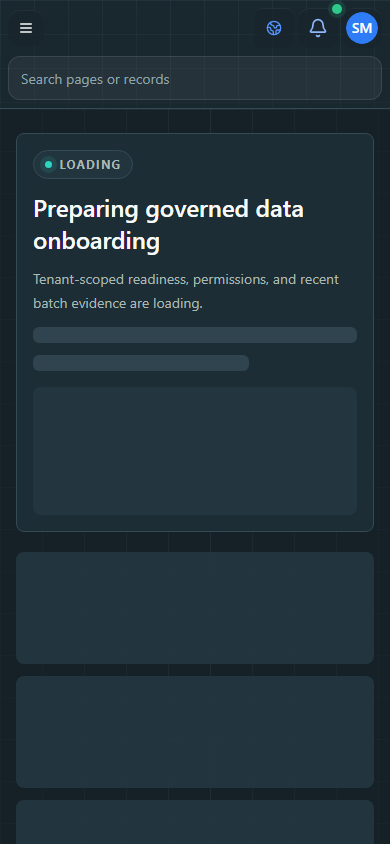 SM
Search pages or records
LOADING
Preparing governed data
onboarding
Tenant-scoped readiness, permissions, and recent
batch evidence are loading.